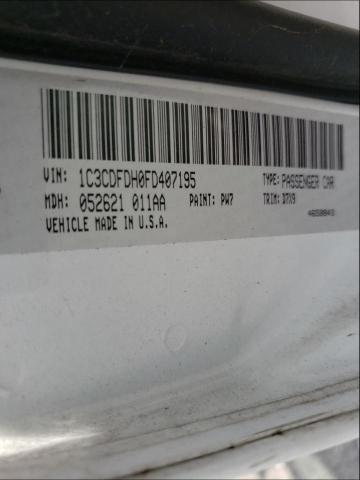 VIN: 1C3CDFDH0FD407195 TYPE: PASSENGER CAR
MDH: 052621 011AA PAINT: PW7 TRIM: D7X9
VEHICLE MADE IN U.S.A.